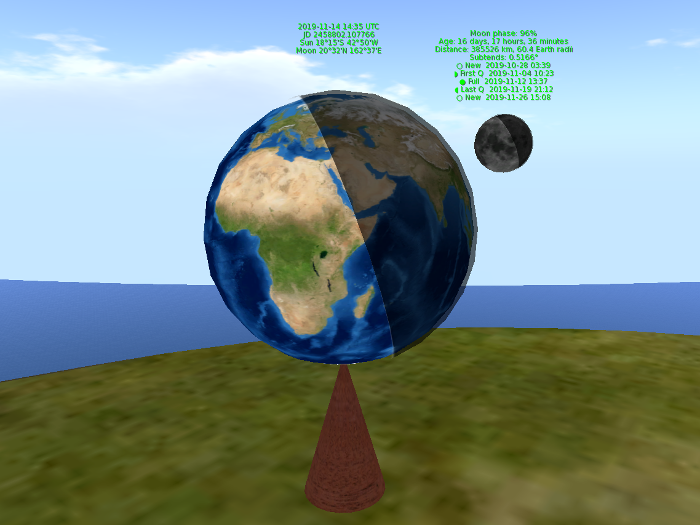 2019-11-14 14:35 UTC
JD 2458802.107766
Sun 18°15'S 42°50'W
Moon 20°32'N 162°37'E
Moon phase: 96%
Age: 16 days, 17 hours, 36 minutes
Distance: 385526 km, 60.4 Earth radii
Subtends: 0.5166°
New 2019-10-28 03:39
First Q 2019-11-04 10:23
Full 2019-11-12 13:37
Last Q 2019-11-19 21:12
New 2019-11-26 15:08